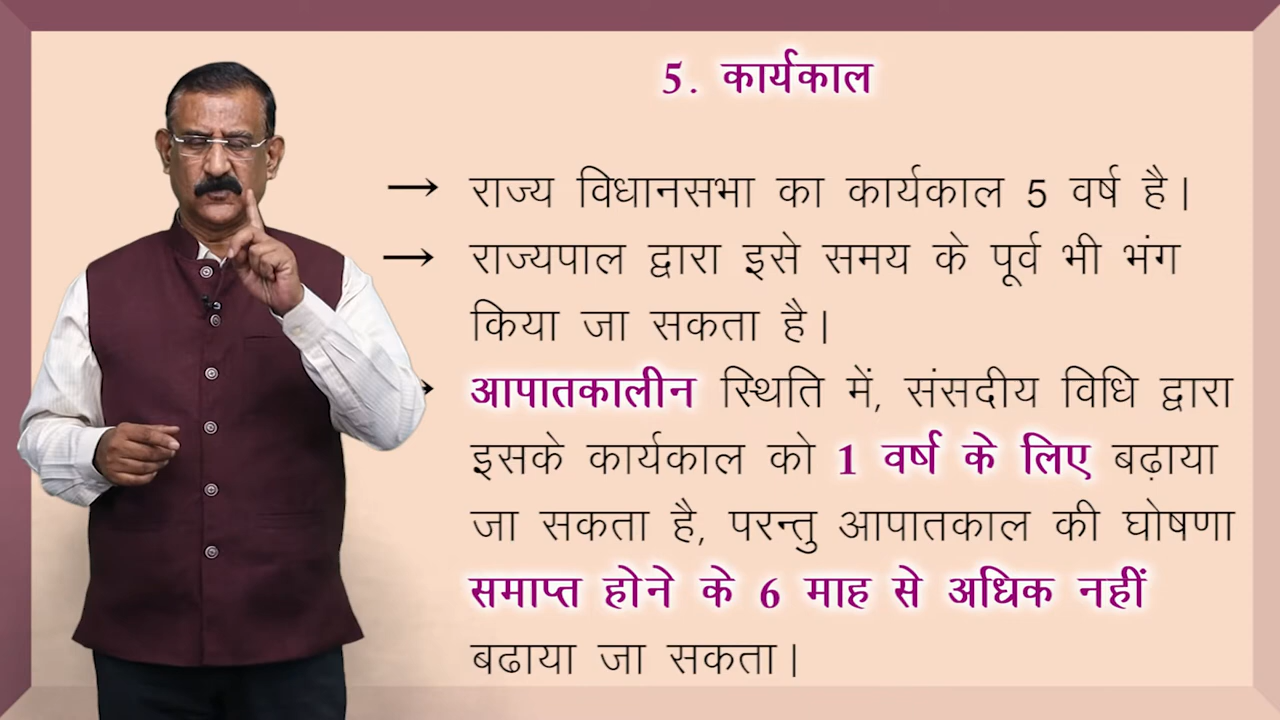 5. कार्यकाल
→ राज्य विधानसभा का कार्यकाल 5 वर्ष है।
→ राज्यपाल द्वारा इसे समय के पूर्व भी भंग
किया जा सकता है।
आपातकालीन स्थिति में, संसदीय विधि द्वारा
इसके कार्यकाल को 1 वर्ष के लिए बढ़ाया
जा सकता है, परन्तु आपातकाल की घोषणा
समाप्त होने के 6 माह से अधिक नहीं
बढाया जा सकता।